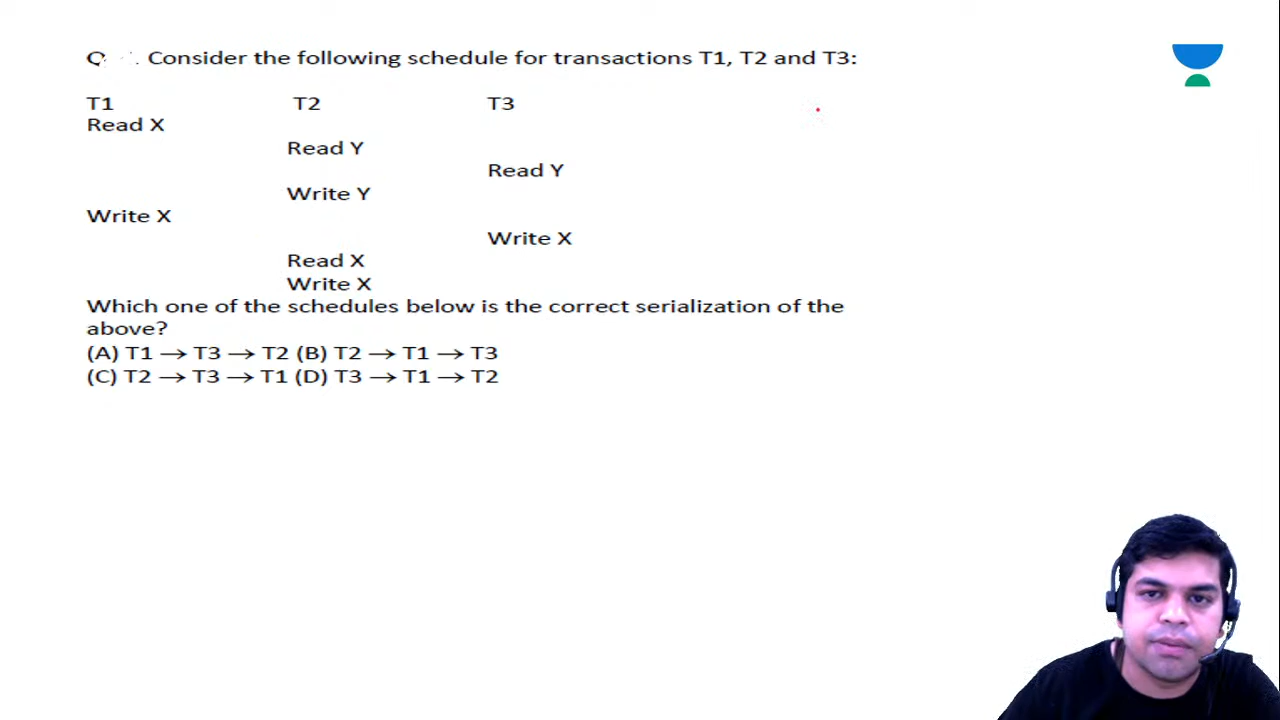 Q . Consider the following schedule for transactions T1, T2 and T3:
T1 T2 T3
Read X
Read Y
Read Y
Write Y
Write X
Write X
Read X
Write X
Which one of the schedules below is the correct serialization of the
above?
(A) T1 → T3 → T2 (B) T2 → T1 → T3
(C) T2 → T3 → T1 (D) T3 → T1 → T2